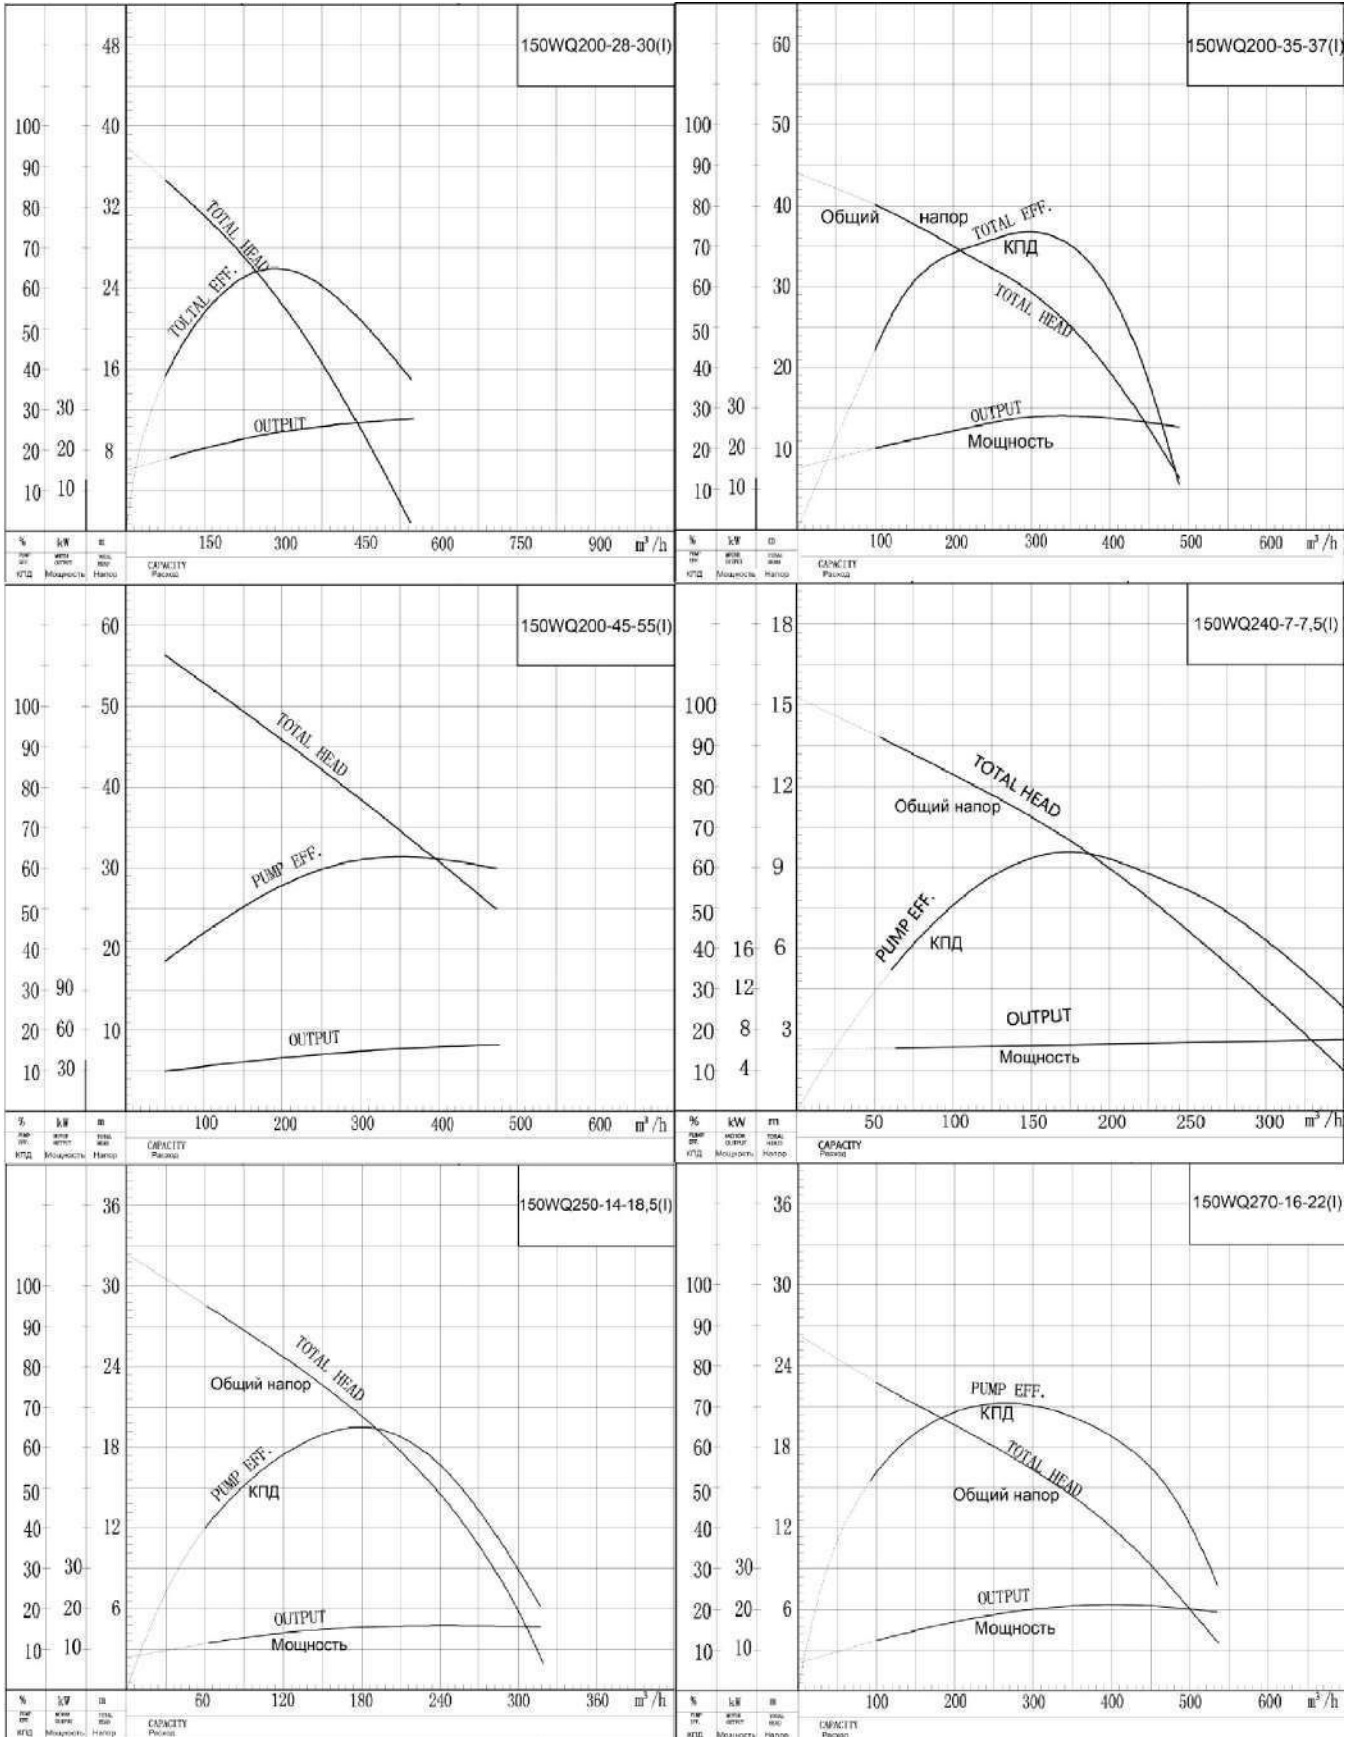 150WQ200-28-30(I)
48
100 40
90
80 32
70
60 24
50
40 16
30 30
20 20 8
10 10
TOTAL HEAD
TOLTAL EFF.
OUTPUT
% kW m 150 300 450 600 750 900 m³/h
CAPACITY
КПД Мощность Напор Расход
150WQ200-35-37(I)
60
100 50
90
80 40
70
60 30
50
40 20
30 30
20 20 10
10 10
Общий напор
TOTAL EFF.
КПД
TOTAL HEAD
OUTPUT
Мощность
% kW m 100 200 300 400 500 600 m³/h
CAPACITY
КПД Мощность Напор Расход
150WQ200-45-55(I)
60
100 50
90
80 40
70
60 30
50
40 20
30 90
20 60 10
10 30
TOTAL HEAD
PUMP EFF.
OUTPUT
% kW m 100 200 300 400 500 600 m³/h
CAPACITY
КПД Мощность Напор Расход
150WQ240-7-7,5(I)
18
100 15
90
80 12
70
60 9
50
40 16 6
30 12
20 8 3
10 4
TOTAL HEAD
Общий напор
PUMP EFF.
КПД
OUTPUT
Мощность
% kW m 50 100 150 200 250 300 m³/h
CAPACITY
КПД Мощность Напор Расход
150WQ250-14-18,5(I)
36
100 30
90
80 24
70
60 18
50
40 12
30 30
20 20 6
10 10
TOTAL HEAD
Общий напор
PUMP EFF.
КПД
OUTPUT
Мощность
% kW m 60 120 180 240 300 360 m³/h
CAPACITY
КПД Мощность Напор Расход
150WQ270-16-22(I)
36
100 30
90
80 24
70
60 18
50
40 12
30 30
20 20 6
10 10
PUMP EFF.
КПД
TOTAL HEAD
Общий напор
OUTPUT
Мощность
% kW m 100 200 300 400 500 600 m³/h
CAPACITY
КПД Мощность Напор Расход